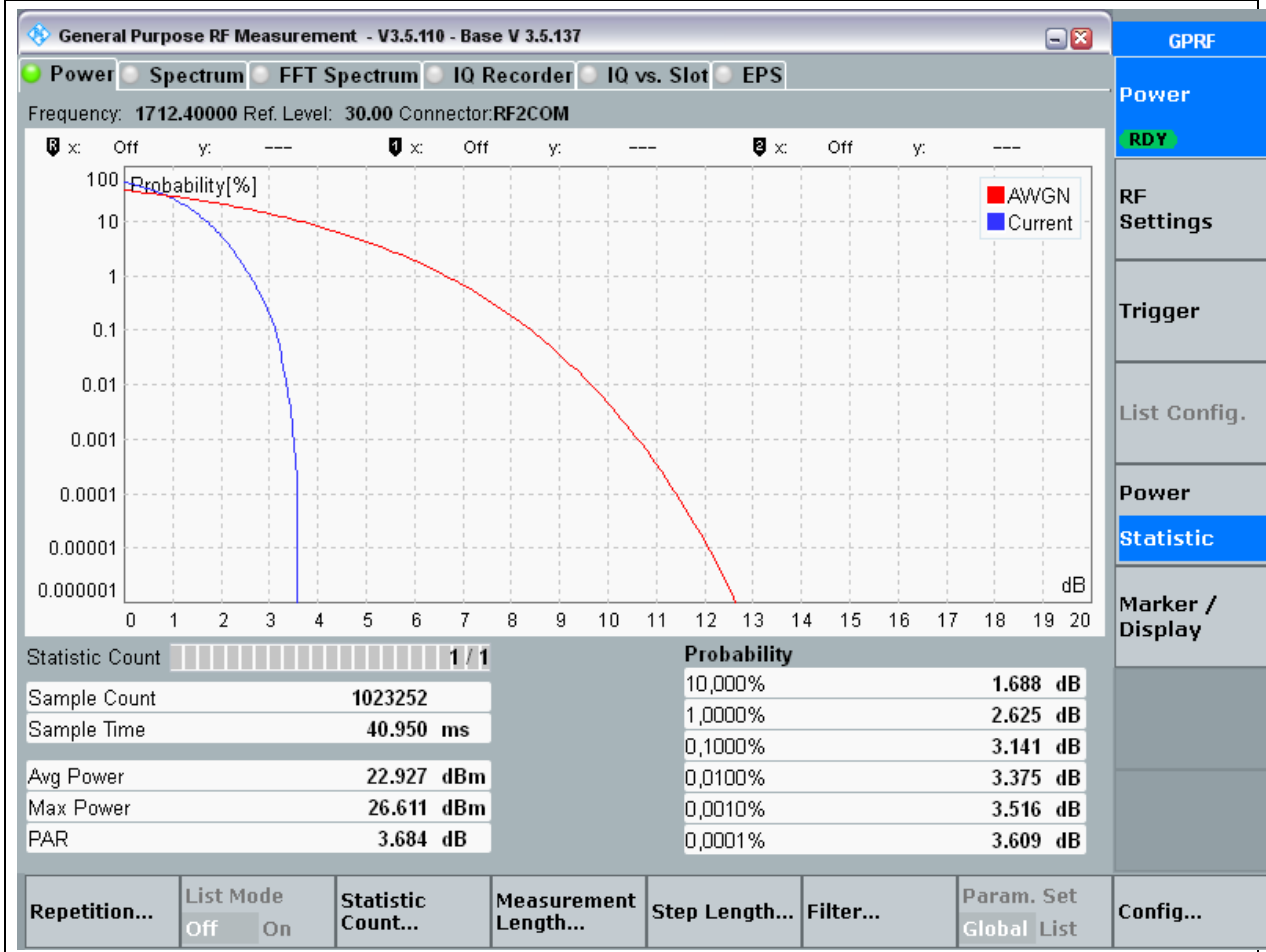 General Purpose RF Measurement - V3.5.110 - Base V 3.5.137
Power Spectrum FFT Spectrum IQ Recorder IQ vs. Slot EPS
Frequency: 1712.40000 Ref. Level: 30.00 Connector:RF2COM
R x: Off y: --- 1 x: Off y: --- 2 x: Off y: ---
Probability[%]
AWGN
Current
100
10
1
0.1
0.01
0.001
0.0001
0.00001
0.000001
dB
0 1 2 3 4 5 6 7 8 9 10 11 12 13 14 15 16 17 18 19 20
Statistic Count 1 / 1
Sample Count 1023252
Sample Time 40.950 ms
Avg Power 22.927 dBm
Max Power 26.611 dBm
PAR 3.684 dB
Probability
10,000% 1.688 dB
1,0000% 2.625 dB
0,1000% 3.141 dB
0,0100% 3.375 dB
0,0010% 3.516 dB
0,0001% 3.609 dB
GPRF
Power
RDY
RF
Settings
Trigger
List Config.
Power
Statistic
Marker /
Display
Repetition...
List Mode
Off On
Statistic
Count...
Measurement
Length...
Step Length...
Filter...
Param. Set
Global List
Config...